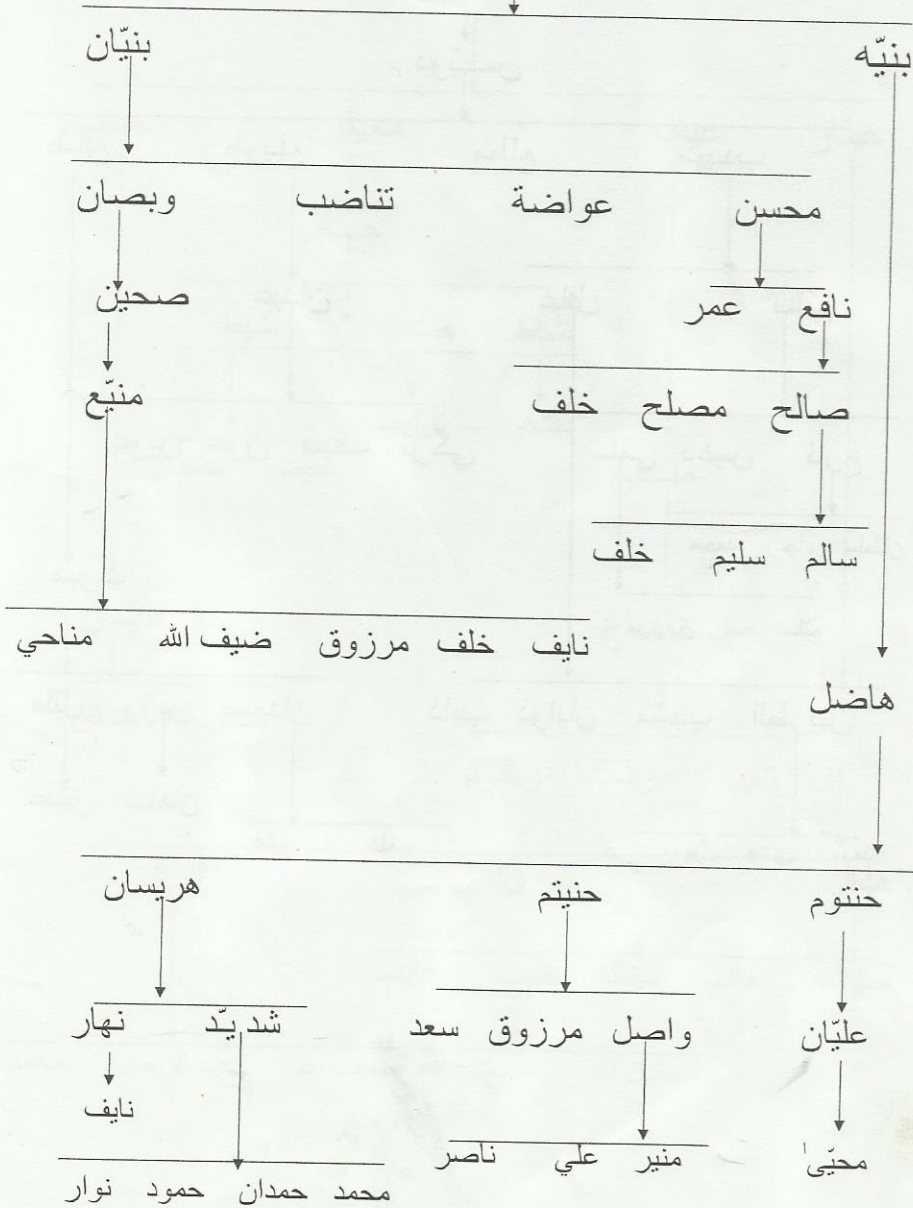 بنيّه بنيّان
محسن عواضة تناضب وبصان
نافع عمر صحين
صالح مصلح خلف منيّع
سالم سليم خلف
نايف خلف مرزوق ضيف الله مناحي
هاضل
حنتوم حنيتم هريسان
عليّان واصل مرزوق سعد شديّد نهار
نايف
محيّى منير علي ناصر
محمد حمدان حمود نوار